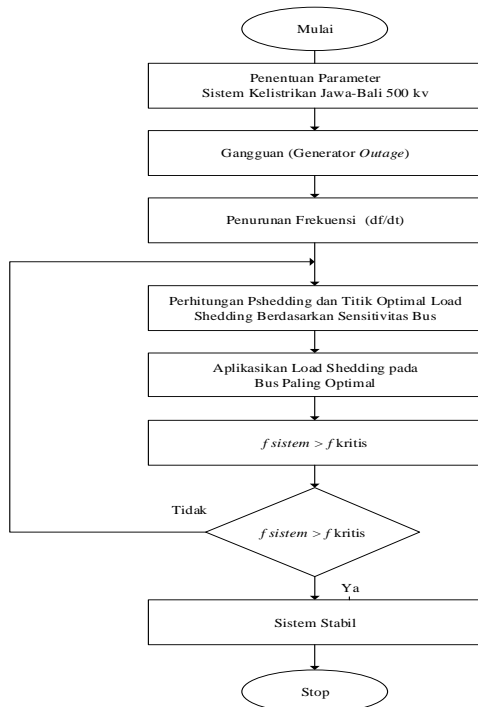 Mulai
Penentuan Parameter
Sistem Kelistrikan Jawa-Bali 500 kv
Gangguan (Generator Outage)
Penurunan Frekuensi (df/dt)
Perhitungan Pshedding dan Titik Optimal Load
Shedding Berdasarkan Sensitivitas Bus
Aplikasikan Load Shedding pada
Bus Paling Optimal
f sistem > f kritis
Tidak
f sistem > f kritis
Ya
Sistem Stabil
Stop